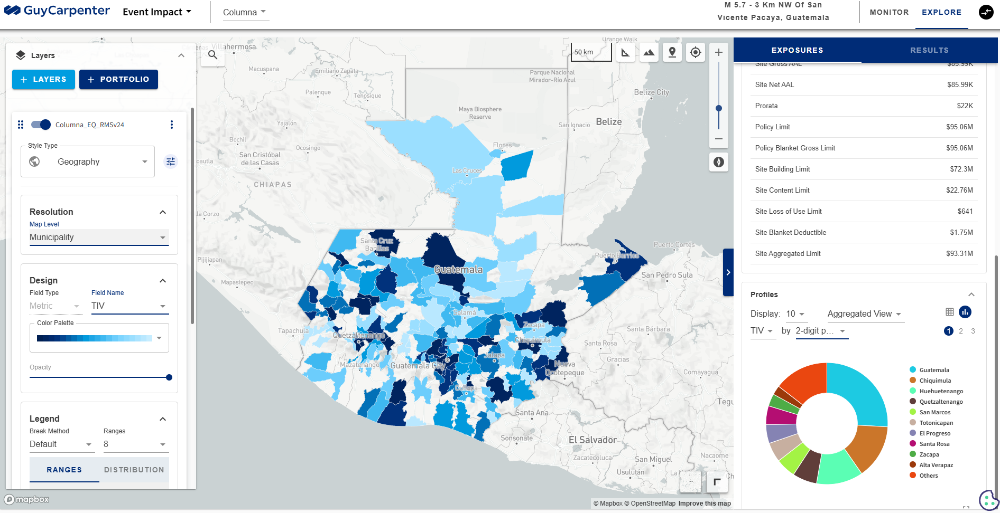 GuyCarpenter
Event Impact
Columna
M 5.7 - 3 Km NW Of San
Vicente Pacaya, Guatemala
MONITOR
EXPLORE
Layers
+ LAYERS
+ PORTFOLIO
Columna_EQ_RMSv24
Style Type
Geography
Resolution
Map Level
Municipality
Design
Field Type
Field Name
Metric
TIV
Color Palette
Opacity
Legend
Break Method
Ranges
Default
8
RANGES
DISTRIBUTION
mapbox
50 km
Villahermosa
Orange Walk
Macuspana
Emiliano Zapata
Parque Nacional
Mirador-Río Azul
Palenque
Tenosique
Belize City
Maya Biosphere
Reserve
Yajalón
San Ignacio
Belize
Bachil
Ocosingo
Flores
San Cristóbal
de las Casas
Las Cruces
CHIAPAS
la Corzo
Santa Cruz
Barillas
Puerto Cortés
Pijijiapan
Puerto Barrios
Guatemala
San Pedro Sula
Mapastepec
El Progreso
Salamá
Tapachula
Zacapa
Santa Bárbara
Quetzaltenango
Chiquimula
Santa Rosa
Jalapa
Gracias
Mazatenango
Guatemala City
Nueva
Ocotepeque
Comayagua
Cuilapa
Tegu
Santa Ana
Sonsonate
El Salvador
Nacaome
Zacatecoluca
San Miguel
Usulután
La
Ch
© Mapbox © OpenStreetMap Improve this map
EXPOSURES
RESULTS
Site Gross AAL $85.99K
Site Net AAL $85.99K
Prorata $22K
Policy Limit $95.06M
Policy Blanket Gross Limit $95.06M
Site Building Limit $72.3M
Site Content Limit $22.76M
Site Loss of Use Limit $641
Site Blanket Deductible $1.75M
Site Aggregated Limit $93.31M
Profiles
Display: 10
Aggregated View
TIV by 2-digit p...
1 2 3
Guatemala
Chiquimula
Huehuetenango
Quetzaltenango
San Marcos
Totonicapan
El Progreso
Santa Rosa
Zacapa
Alta Verapaz
Others